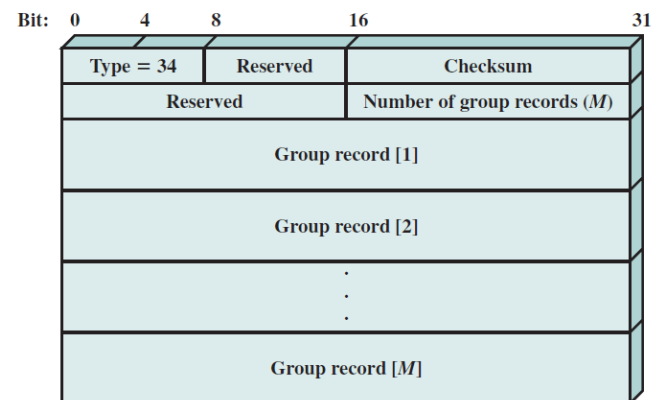 Bit: 0 4 8 16 31
Type = 34 Reserved Checksum
Reserved Number of group records (M)
Group record [1]
Group record [2]
.
.
.
Group record [M]